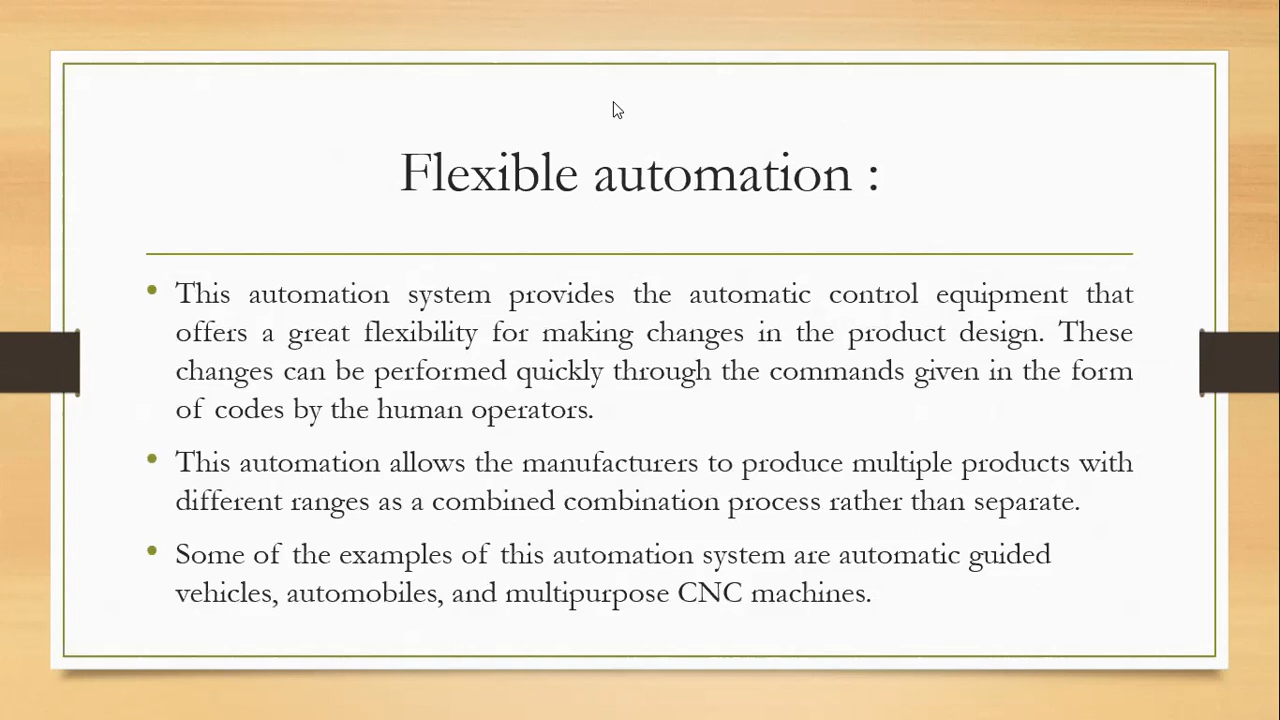 Flexible automation :
• This automation system provides the automatic control equipment that
offers a great flexibility for making changes in the product design. These
changes can be performed quickly through the commands given in the form
of codes by the human operators.
• This automation allows the manufacturers to produce multiple products with
different ranges as a combined combination process rather than separate.
• Some of the examples of this automation system are automatic guided
vehicles, automobiles, and multipurpose CNC machines.